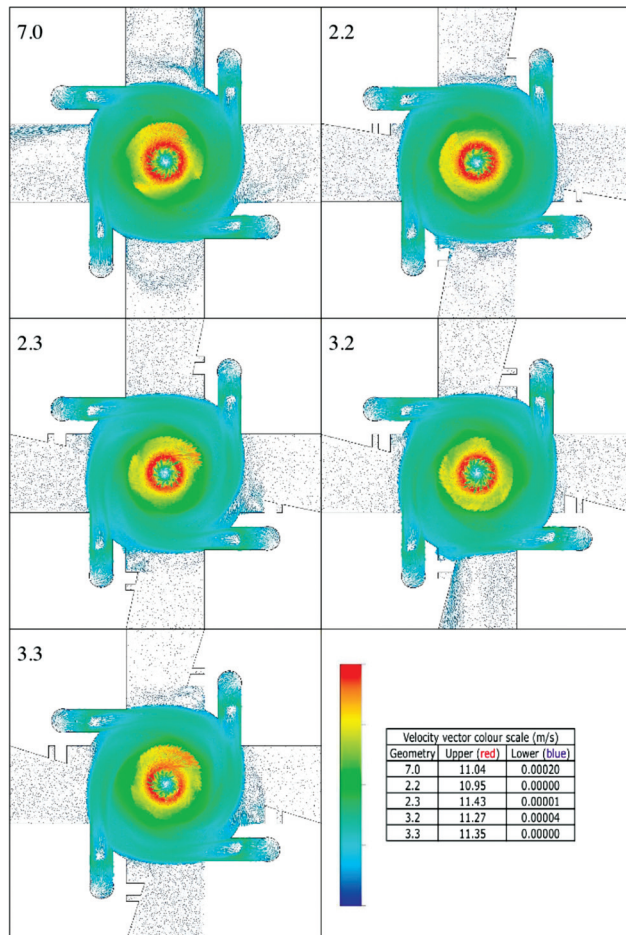 7.0
2.2
2.3
3.2
3.3
Velocity vector colour scale (m/s)
Geometry Upper (red) Lower (blue)
7.0 11.04 0.00020
2.2 10.95 0.00000
2.3 11.43 0.00001
3.2 11.27 0.00004
3.3 11.35 0.00000